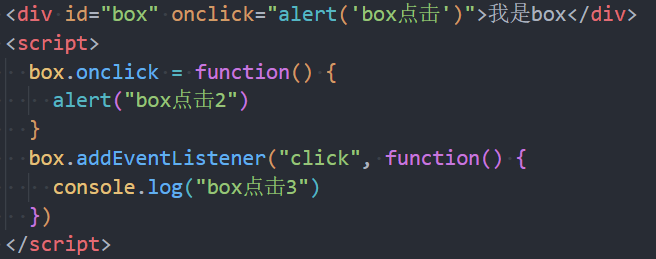 <div id="box" onclick="alert('box点击')">我是box</div>
<script>
box.onclick = function() {
alert("box点击2")
}
box.addEventListener("click", function() {
console.log("box点击3")
})
</script>